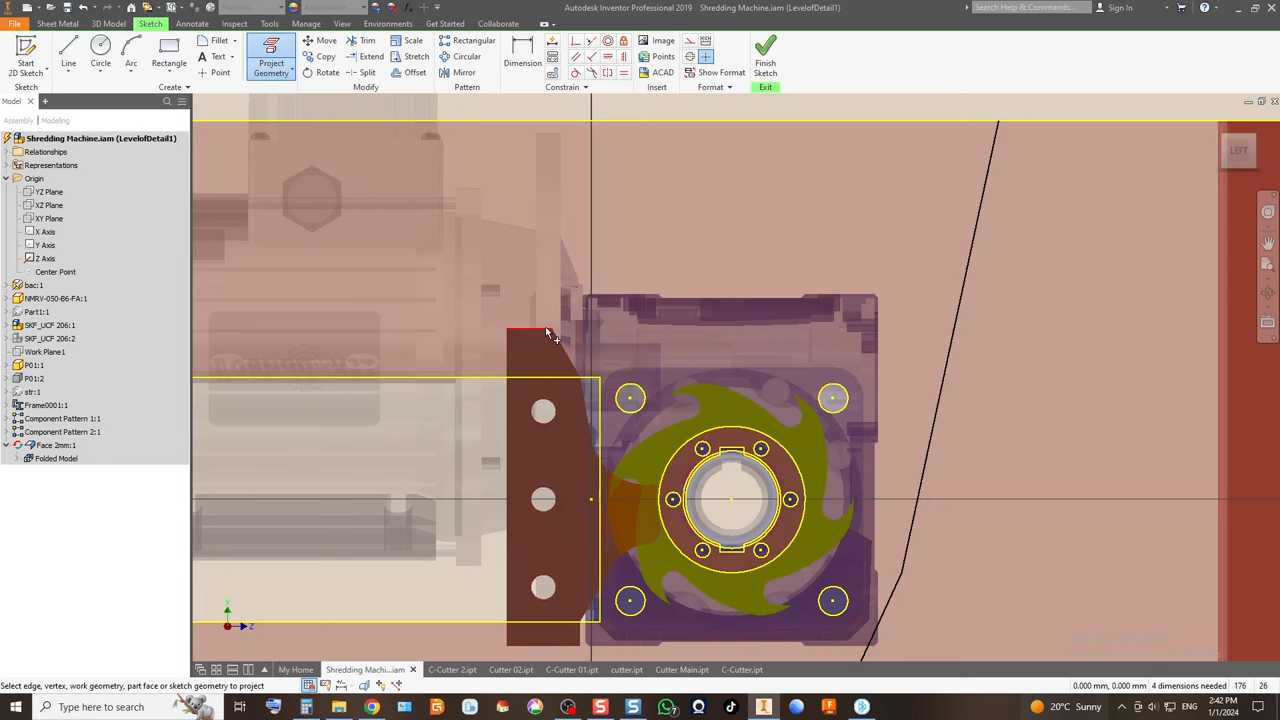 Autodesk Inventor Professional 2019   Shredding Machine.iam (LevelofDetail1)
Search Help & Commands...
Sign In
File Sheet Metal 3D Model Sketch Annotate Inspect Tools Manage View Environments Get Started Collaborate
Start 2D Sketch
Line
Circle
Arc
Rectangle
Fillet
Text
Point
Project Geometry
Move
Copy
Rotate
Trim
Extend
Split
Scale
Stretch
Offset
Rectangular
Circular
Mirror
Dimension
Image
Points
ACAD
Show Format
Finish Sketch
Sketch
Create
Modify
Pattern
Constrain
Insert
Format
Exit
Model
Assembly Modeling
Shredding Machine.iam (LevelofDetail1)
Relationships
Representations
Origin
YZ Plane
XZ Plane
XY Plane
X Axis
Y Axis
Z Axis
Center Point
bac:1
NMRV-050-B6-FA:1
Part1:1
SKF_UCF 206:1
SKF_UCF 206:2
Work Plane1
P01:1
P01:2
str:1
Frame0001:1
Component Pattern 1:1
Component Pattern 2:1
Face 2mm:1
Folded Model
LEFT
Y
Z
My Home
Shredding Machi...iam
C-Cutter 2.ipt
Cutter 02.ipt
C-Cutter 01.ipt
cutter.ipt
Cutter Main.ipt
C-Cutter.ipt
Select edge, vertex, work geometry, part face or sketch geometry to project
0.000 mm, 0.000 mm
4 dimensions needed
176
26
Type here to search
20°C Sunny
2:42 PM
1/1/2024